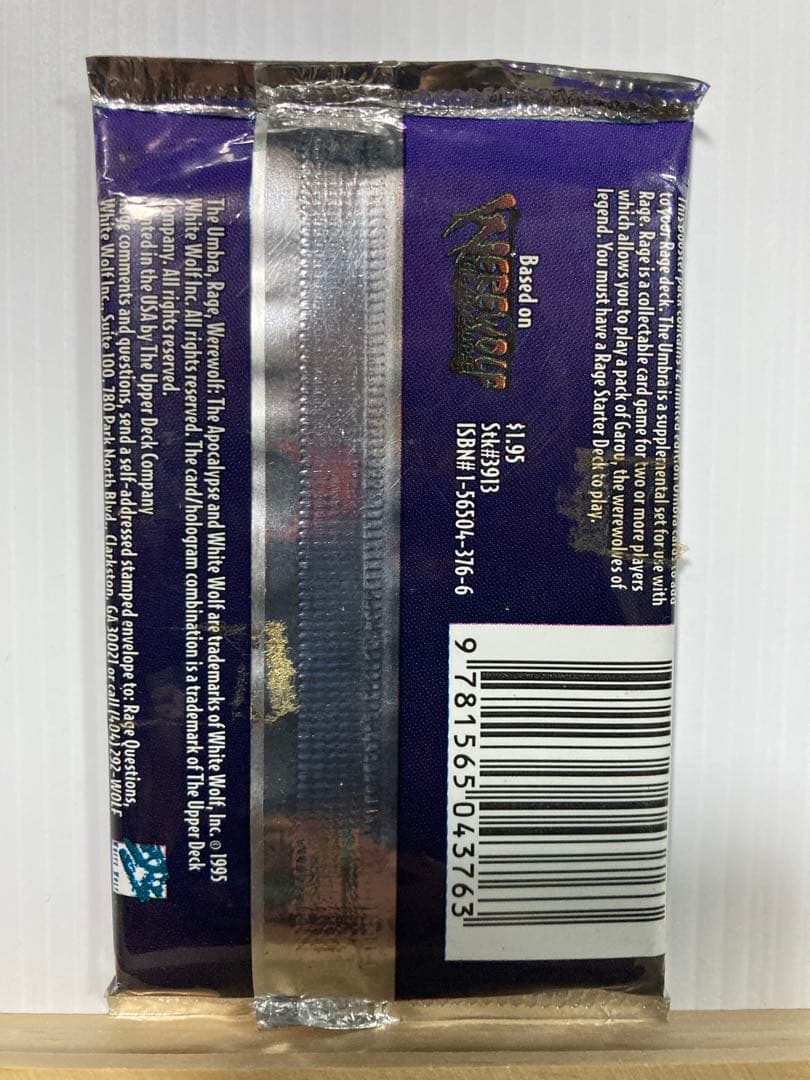 to your Rage deck. The Umbra is a supplemental set for use with
Rage. Rage is a collectable card game for two or more players
which allows you to play a pack of Garou, the werewolves of
legend. You must have a Rage Starter Deck to play.
Based on
WEREWOLF
$1.95
Stk#3913
ISBN# 1-56504-376-6
9 781565 043763
The Umbra, Rage, Werewolf: The Apocalypse and White Wolf are trademarks of White Wolf, Inc. © 1995
White Wolf Inc. All rights reserved. The card/hologram combination is a trademark of The Upper Deck
Company. All rights reserved.
Printed in the USA by The Upper Deck Company
comments and questions, send a self-addressed stamped envelope to: Rage Questions,
White Wolf Inc., Suite 100, 780 Park North Blvd., Clarkston, GA 30021 or call (404) 292-WOLF